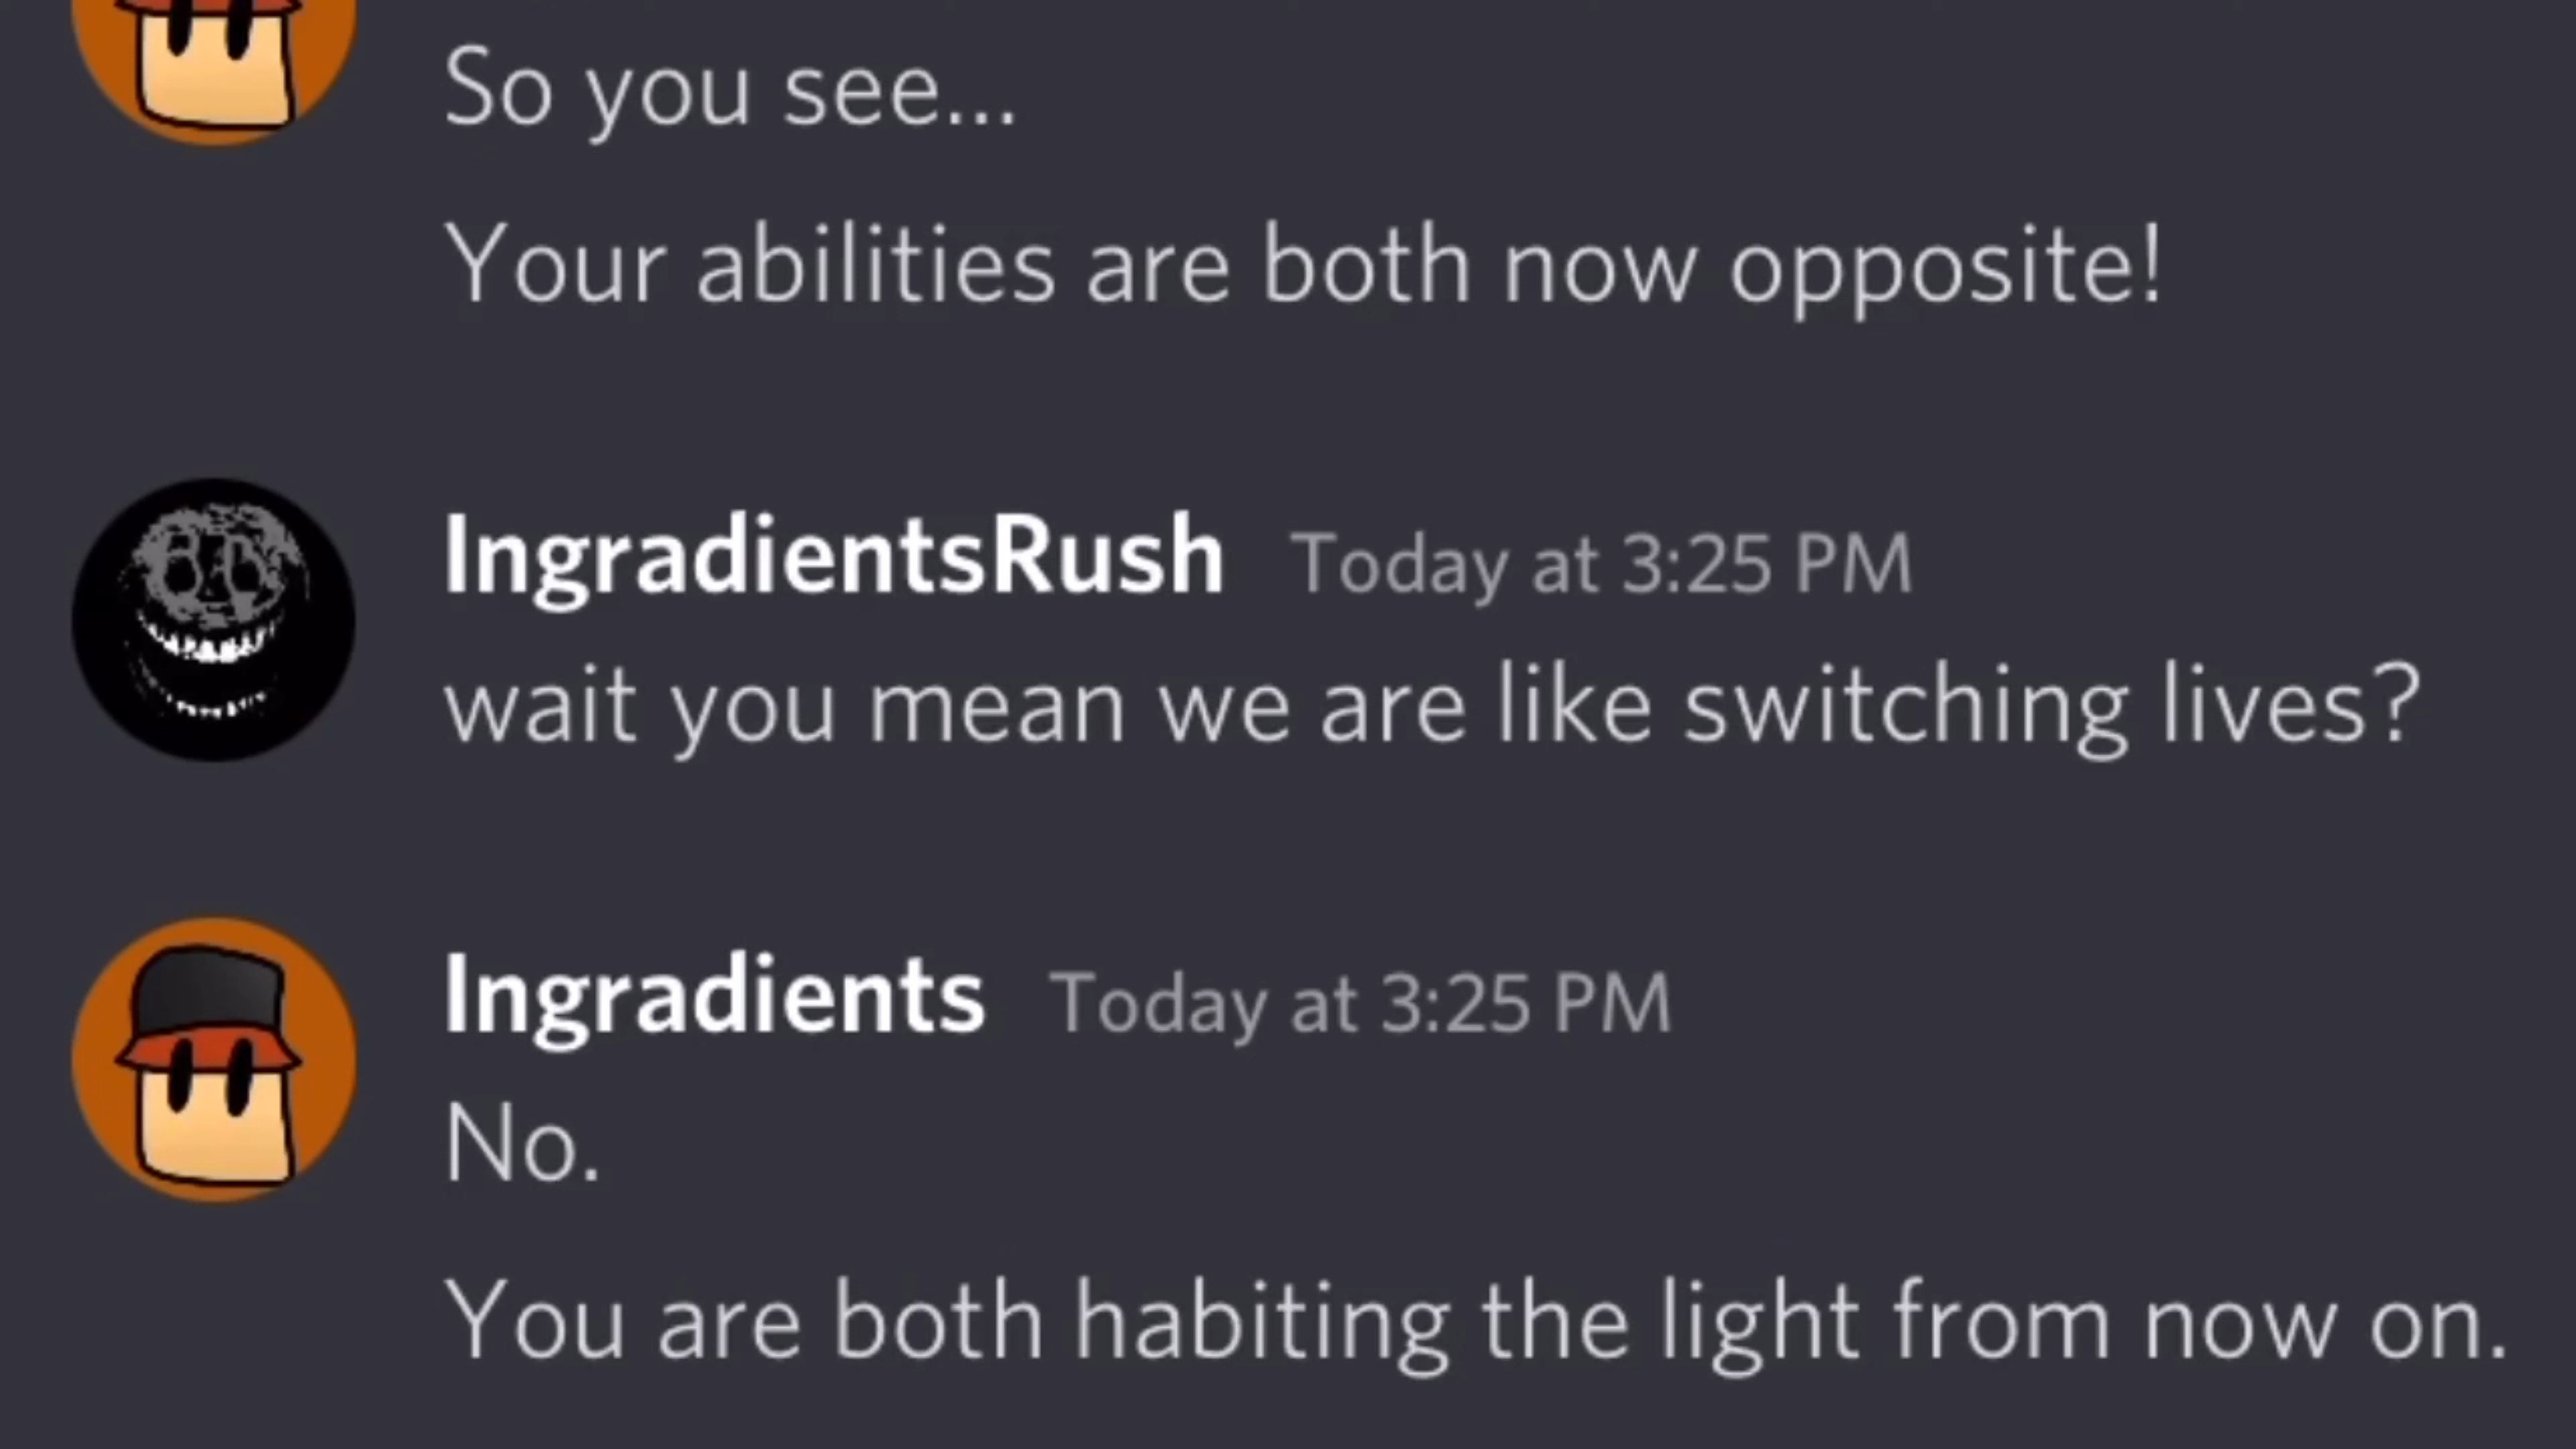 So you see...
Your abilities are both now opposite!
IngradientsRush Today at 3:25 PM
wait you mean we are like switching lives?
Ingradients Today at 3:25 PM
No.
You are both habiting the light from now on.